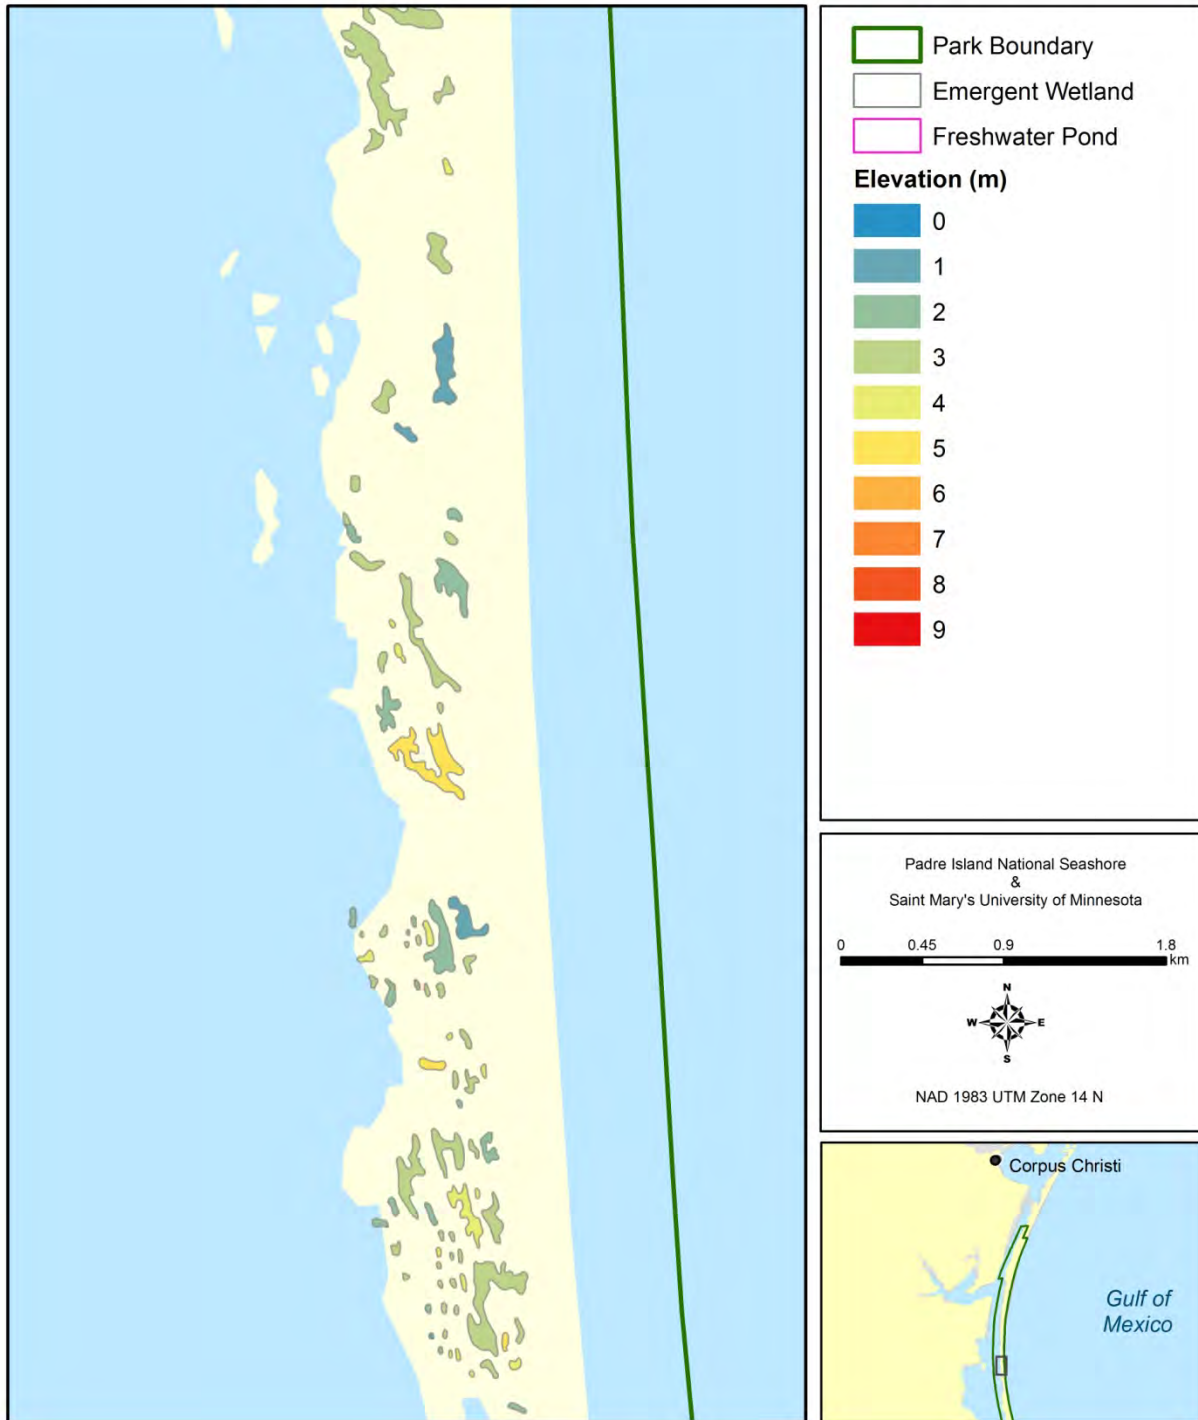 Park Boundary
Emergent Wetland
Freshwater Pond
Elevation (m)
0
1
2
3
4
5
6
7
8
9
Padre Island National Seashore
&
Saint Mary's University of Minnesota
0 0.45 0.9 1.8
km
N
W E
S
NAD 1983 UTM Zone 14 N
Corpus Christi
Gulf of
Mexico